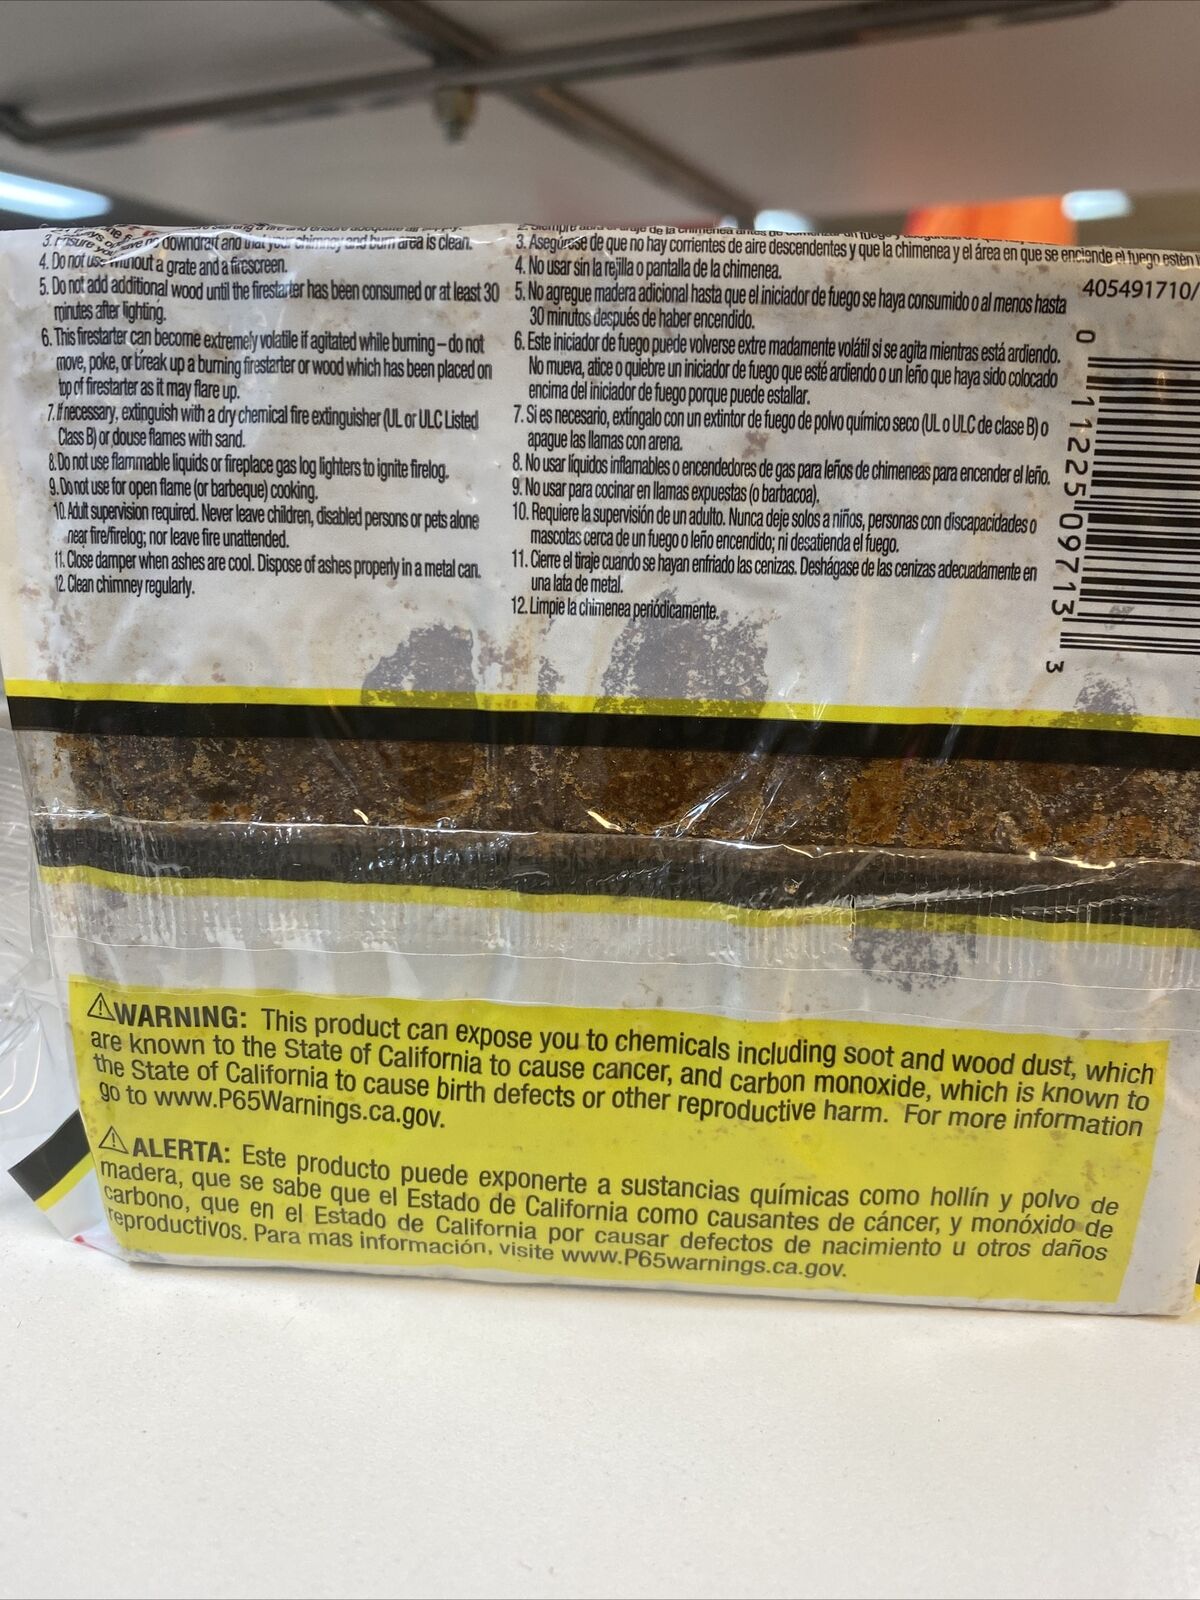 3. Ensure downdraft and that your chimney and burn area is clean.
4. Do not use without a grate and a firescreen.
5. Do not add additional wood until the firestarter has been consumed or at least 30
minutes after lighting.
6. This firestarter can become extremely volatile if agitated while burning – do not
move, poke, or break up a burning firestarter or wood which has been placed on
top of firestarter as it may flare up.
7. If necessary, extinguish with a dry chemical fire extinguisher (UL or ULC Listed
Class B) or douse flames with sand.
8. Do not use flammable liquids or fireplace gas log lighters to ignite firelog.
9. Do not use for open flame (or barbeque) cooking.
10. Adult supervision required. Never leave children, disabled persons or pets alone
near fire/firelog; nor leave fire unattended.
11. Close damper when ashes are cool. Dispose of ashes properly in a metal can.
12. Clean chimney regularly.
2. Siempre abra
3. Asegúrese de que no hay corrientes de aire descendentes y que la chimenea y el área en que se enciende el fuego estén
4. No usar sin la rejilla o pantalla de la chimenea.
5. No agregue madera adicional hasta que el iniciador de fuego se haya consumido o al menos hasta
30 minutos después de haber encendido.
6. Este iniciador de fuego puede volverse extre madamente volátil si se agita mientras está ardiendo.
No mueva, atice o quiebre un iniciador de fuego que esté ardiendo o un leño que haya sido colocado
encima del iniciador de fuego porque puede estallar.
7. Si es necesario, extíngalo con un extintor de fuego de polvo químico seco (UL o ULC de clase B) o
apague las llamas con arena.
8. No usar líquidos inflamables o encendedores de gas para leños de chimeneas para encender el leño.
9. No usar para cocinar en llamas expuestas (o barbacoa).
10. Requiere la supervisión de un adulto. Nunca deje solos a niños, personas con discapacidades o
mascotas cerca de un fuego o leño encendido; ni desatienda el fuego.
11. Cierre el tiraje cuando se hayan enfriado las cenizas. Deshágase de las cenizas adecuadamente en
una lata de metal.
12. Limpie la chimenea periódicamente.
405491710/
0 11225 09713 3
⚠WARNING: This product can expose you to chemicals including soot and wood dust, which
are known to the State of California to cause cancer, and carbon monoxide, which is known to
the State of California to cause birth defects or other reproductive harm. For more information
go to www.P65Warnings.ca.gov.
⚠ALERTA: Este producto puede exponerte a sustancias químicas como hollín y polvo de
madera, que se sabe que el Estado de California como causantes de cáncer, y monóxido de
carbono, que en el Estado de California por causar defectos de nacimiento u otros daños
reproductivos. Para mas información, visite www.P65warnings.ca.gov.